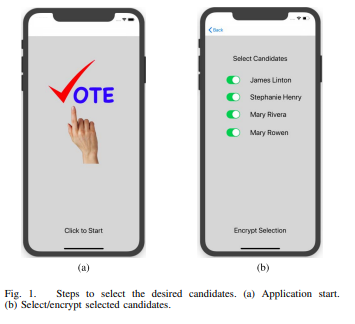 VOTE
Click to Start
(a)
Back
Select Candidates
James Linton
Stephanie Henry
Mary Rivera
Mary Rowen
Encrypt Selection
(b)
Fig. 1. Steps to select the desired candidates. (a) Application start.
(b) Select/encrypt selected candidates.